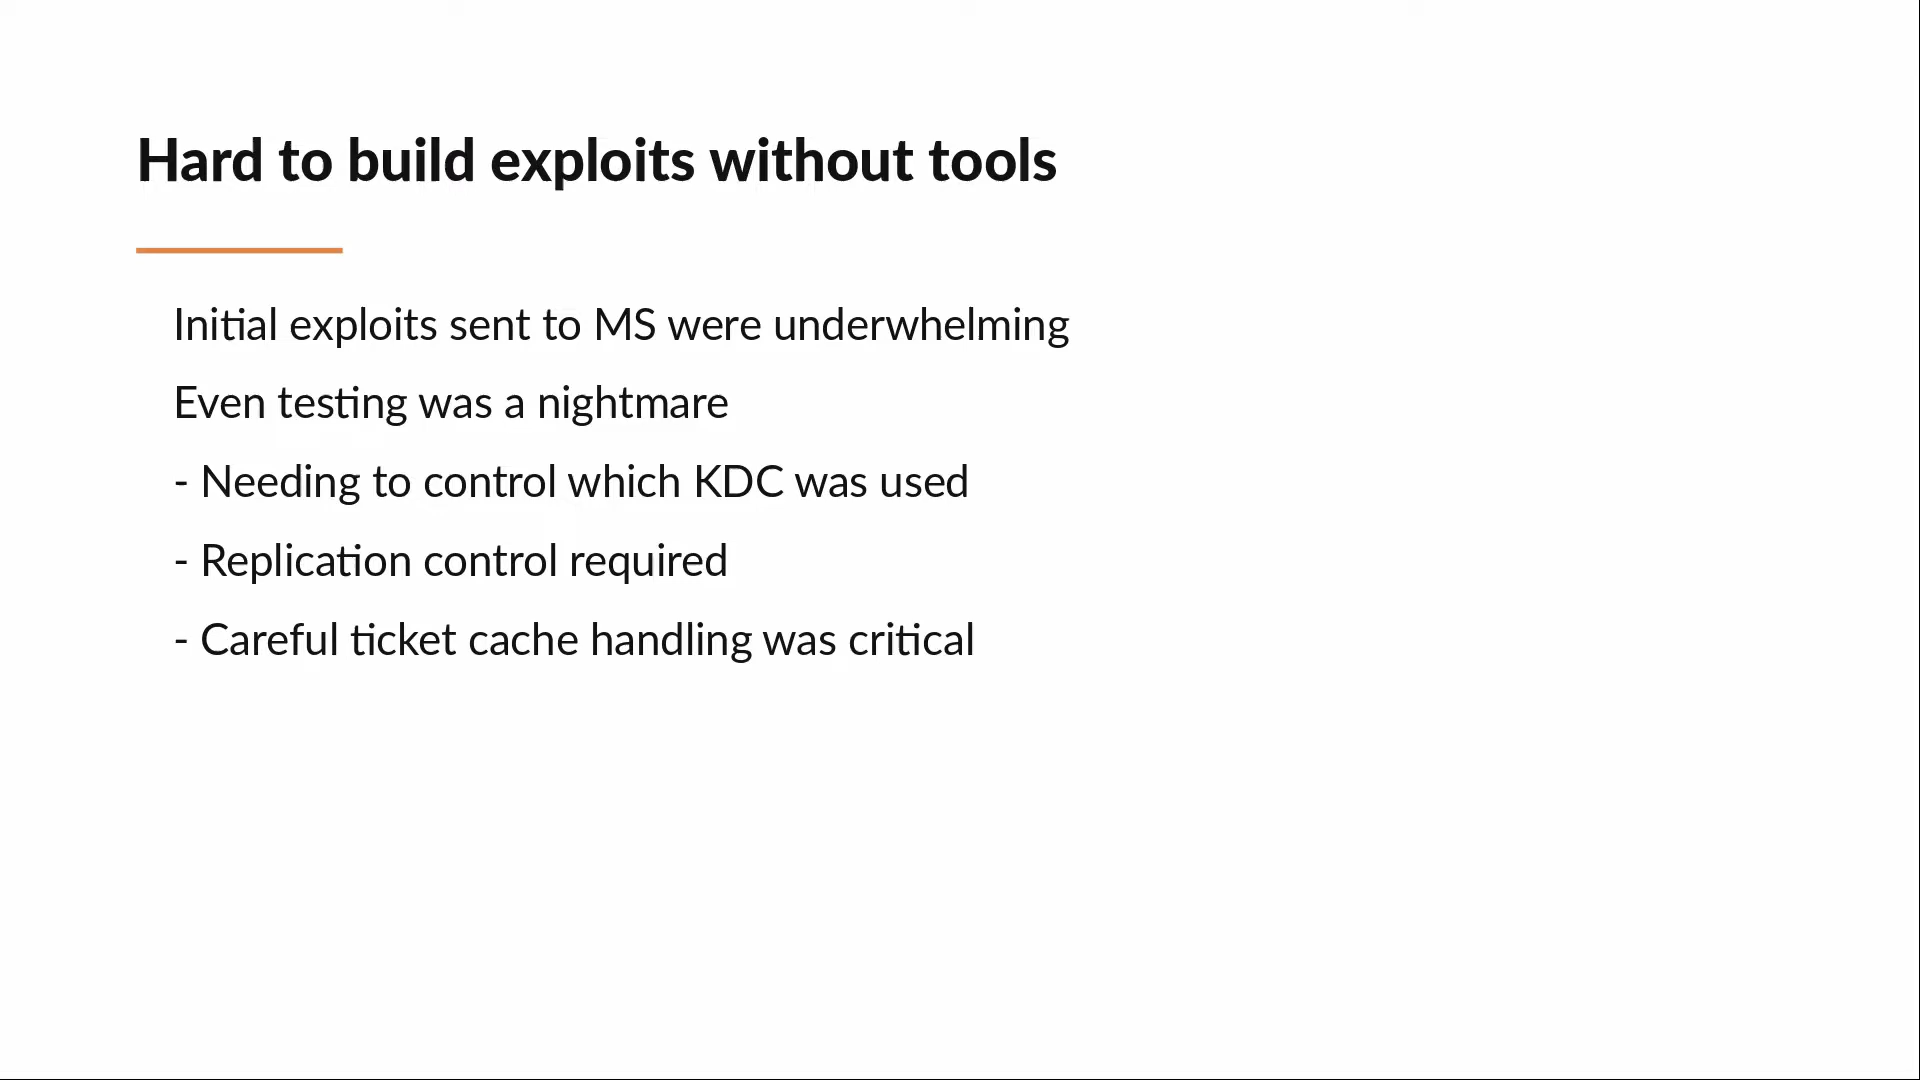 Hard to build exploits without tools
Initial exploits sent to MS were underwhelming
Even testing was a nightmare
- Needing to control which KDC was used
- Replication control required
- Careful ticket cache handling was critical